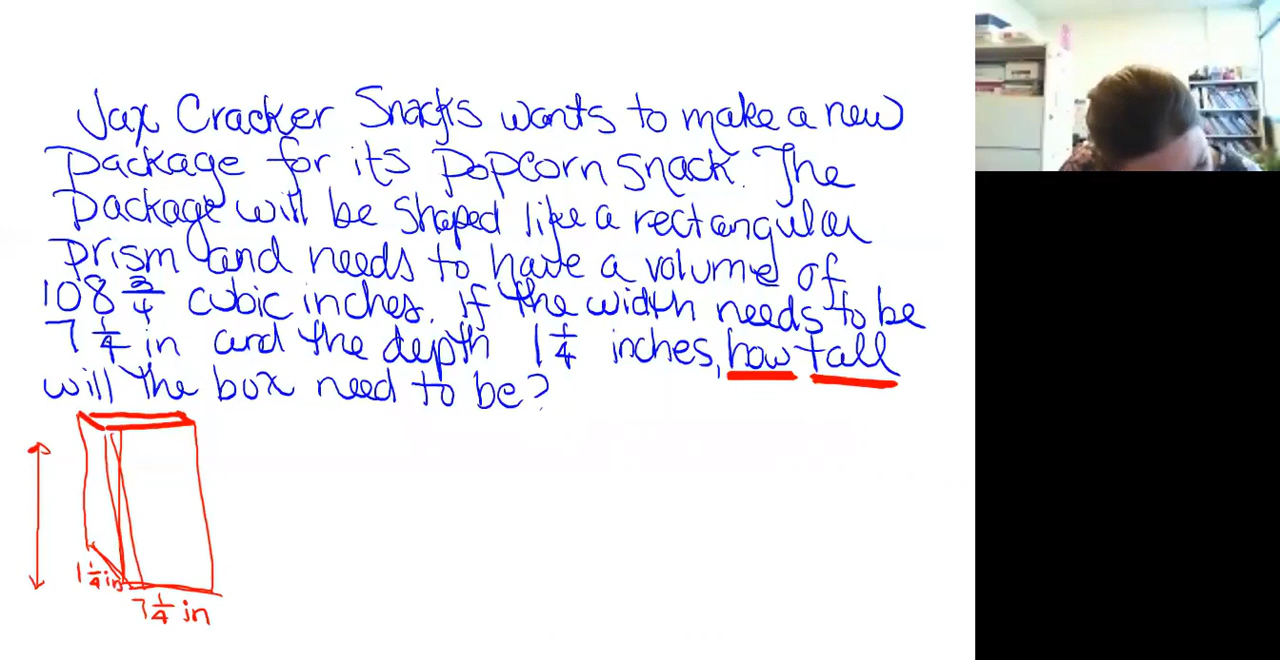 Jax Cracker Snacks wants to make a new
package for its popcorn snack. The
package will be shaped like a rectangular
prism and needs to have a volume of
108 3/4 cubic inches. If the width needs to be
7 1/4 in and the depth 1 1/4 inches, how tall
will the box need to be?
1 1/4 in
7 1/4 in